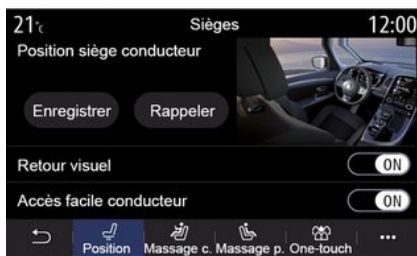 21°C Sièges 12:00
Position siège conducteur
Enregistrer Rappeler
Retour visuel ON
Accès facile conducteur ON
Position Massage c. Massage p. One-touch